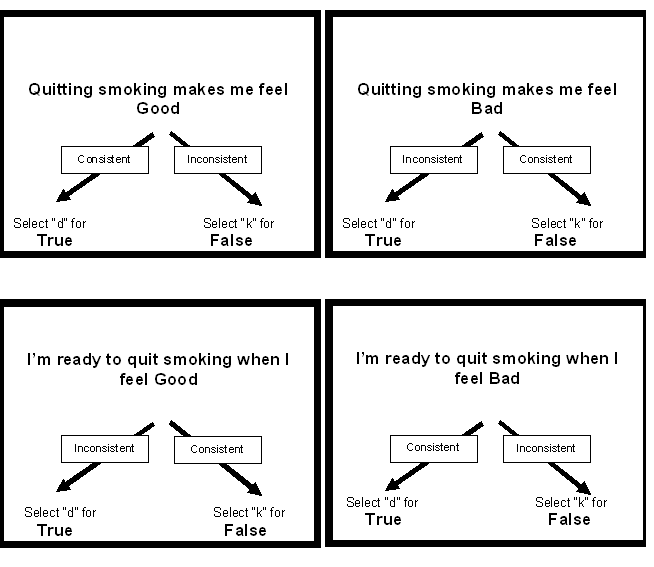 Quitting smoking makes me feel
Good
Consistent
Inconsistent
Select "d" for
True
Select "k" for
False
Quitting smoking makes me feel
Bad
Inconsistent
Consistent
Select "d" for
True
Select "k" for
False
I'm ready to quit smoking when I
feel Good
Inconsistent
Consistent
Select "d" for
True
Select "k" for
False
I'm ready to quit smoking when I
feel Bad
Consistent
Inconsistent
Select "d" for
True
Select "k" for
False